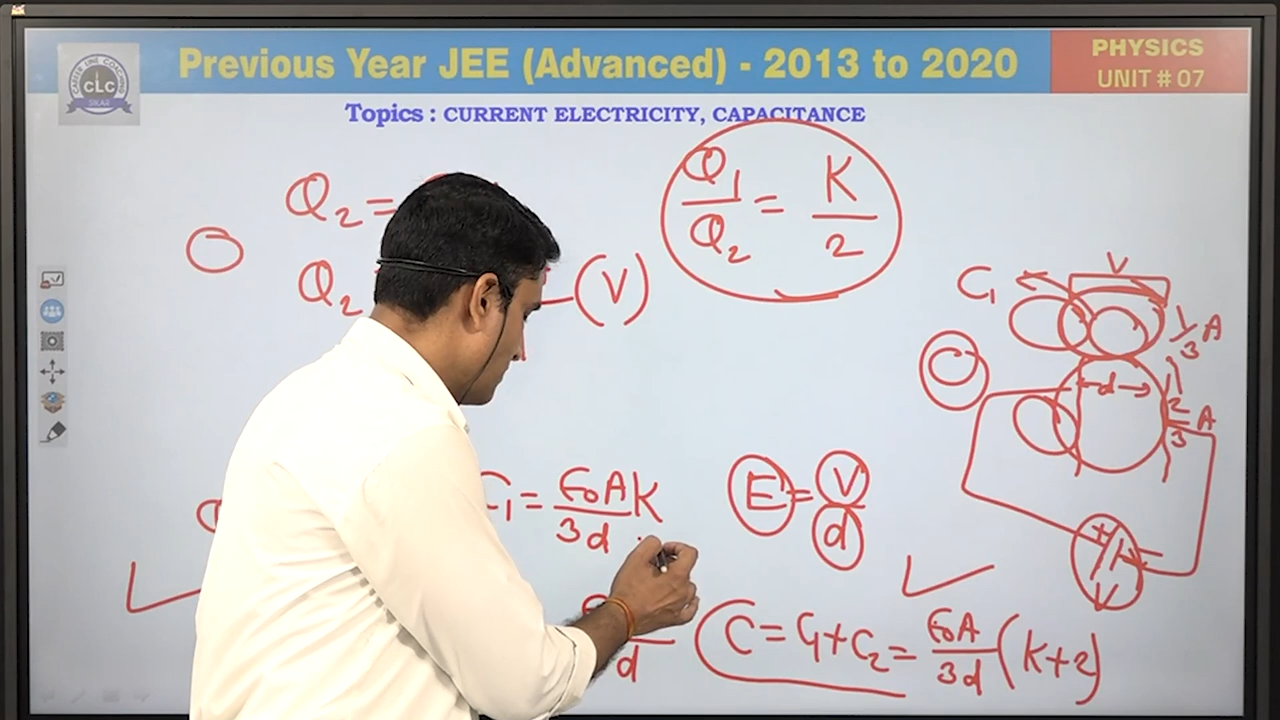 Previous Year JEE (Advanced) - 2013 to 2020
PHYSICS
UNIT # 07
CLC
SIKAR
Topics : CURRENT ELECTRICITY, CAPACITANCE
Q₂ =
Q₂
(V)
Q₁/Q₂ = K/2
C₁
V
1/3 A
d
2/3 A
+
V
C₁ = ε₀AK/3d
E = V/d
d
C = C₁+C₂ = ε₀A/3d (K+2)